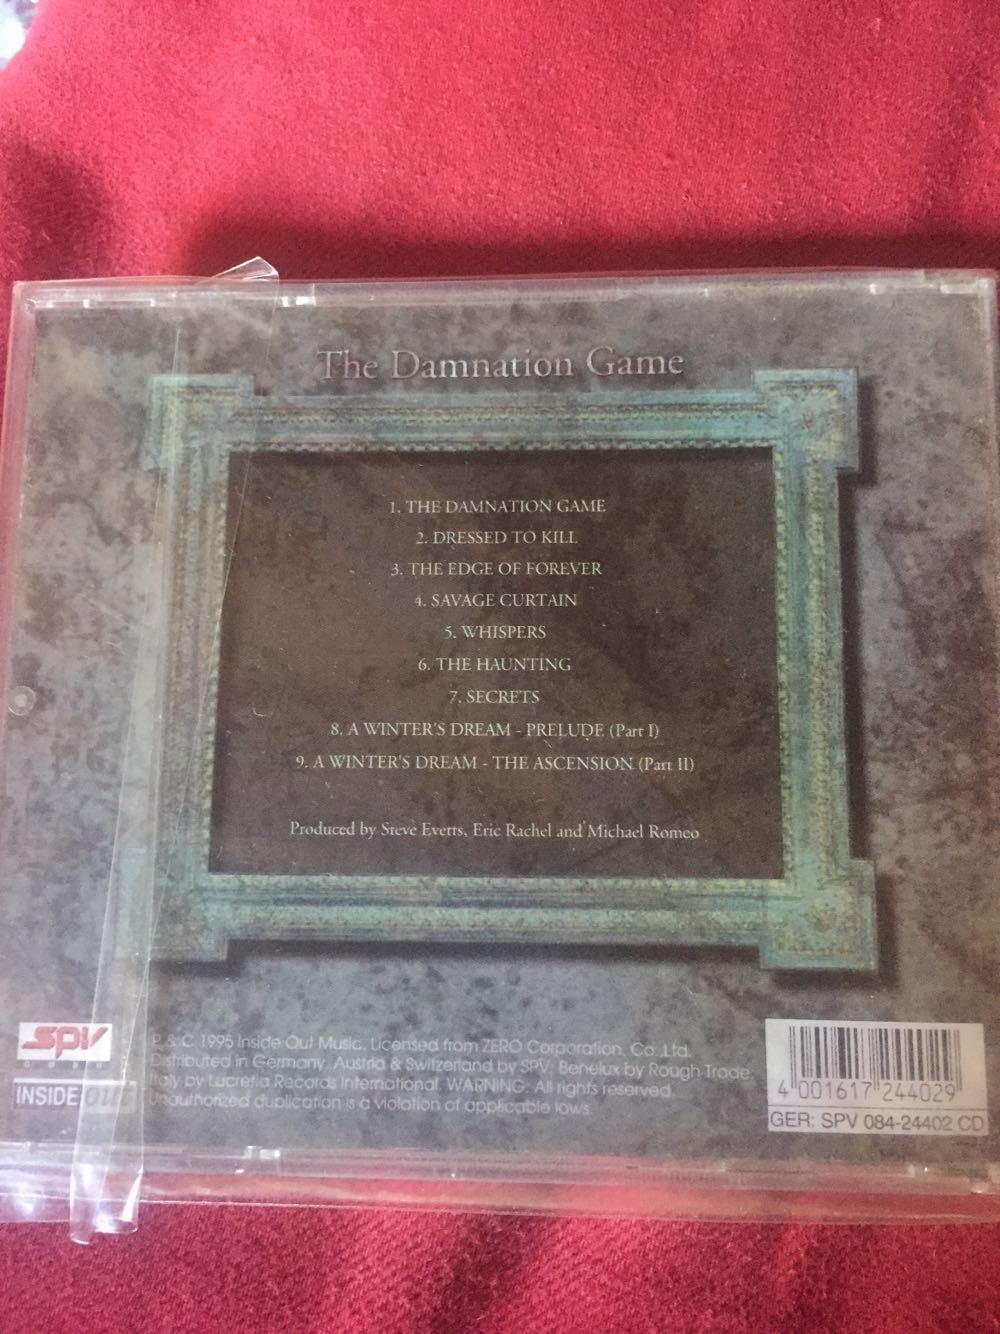 The Damnation Game
1. THE DAMNATION GAME
2. DRESSED TO KILL
3. THE EDGE OF FOREVER
4. SAVAGE CURTAIN
5. WHISPERS
6. THE HAUNTING
7. SECRETS
8. A WINTER'S DREAM - PRELUDE (Part I)
9. A WINTER'S DREAM - THE ASCENSION (Part II)
Produced by Steve Evetts, Eric Rachel and Michael Romeo
SPV
INSIDE out
P & C 1995 Inside Out Music. Licensed from ZERO Corporation, Co.,Ltd.
Distributed in Germany, Austria & Switzerland by SPV; Benelux by Rough Trade;
Italy by Lucretia Records International. WARNING: All rights reserved.
Unauthorized duplication is a violation of applicable laws.
4 001617 244029
GER: SPV 084-24402 CD